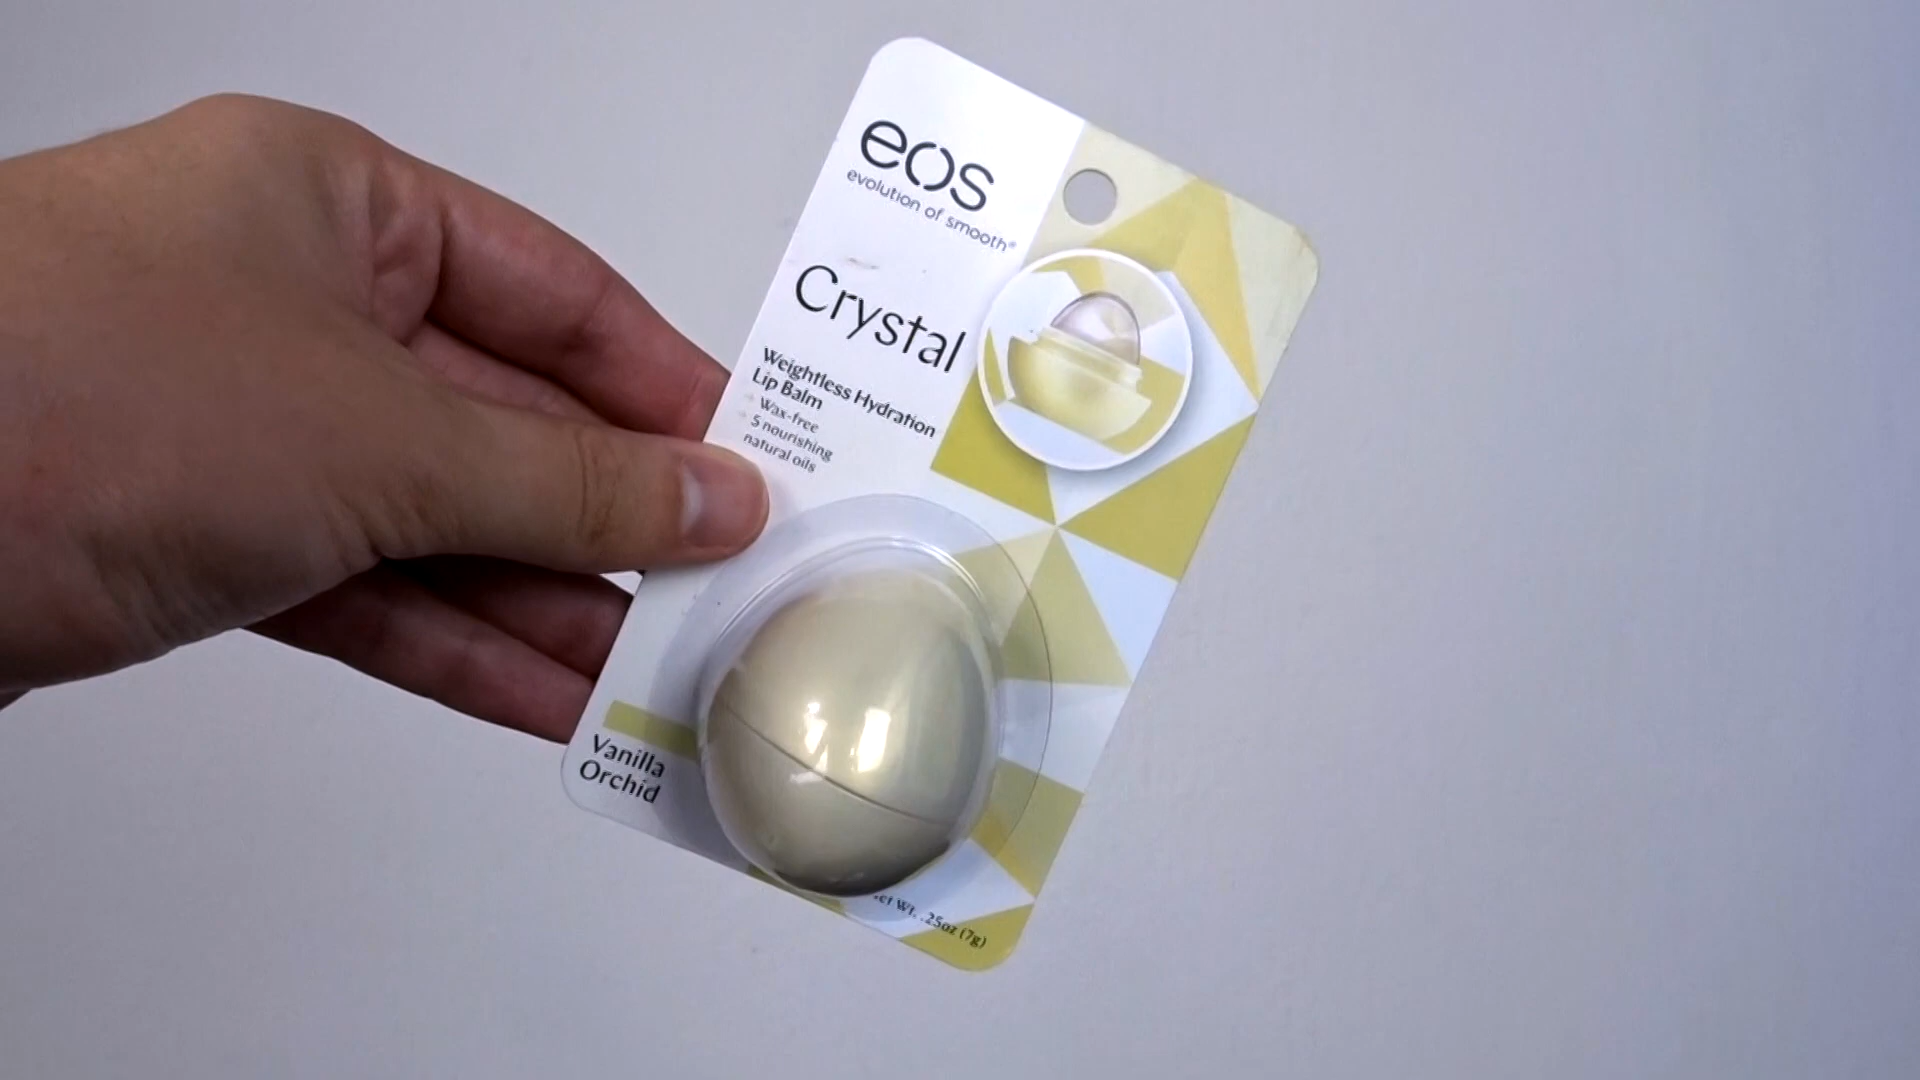 eos
evolution of smooth®
Crystal
Weightless Hydration
Lip Balm
Wax-free
5 nourishing
natural oils
Vanilla
Orchid
Wt. .25oz (7g)